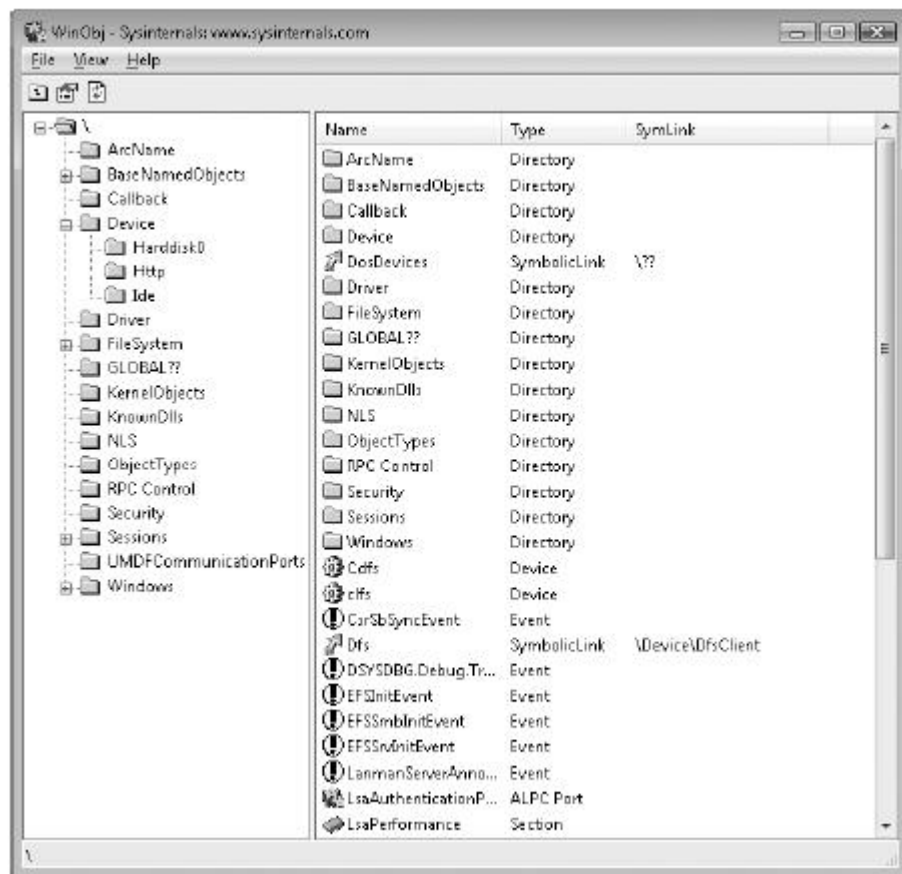 WinObj - Sysinternals: www.sysinternals.com
File View Help
\
ArcName
BaseNamedObjects
Callback
Device
Harddisk0
Http
Ide
Driver
FileSystem
GLOBAL??
KernelObjects
KnownDlls
NLS
ObjectTypes
RPC Control
Security
Sessions
UMDFCommunicationPorts
Windows
Name Type SymLink
ArcName Directory
BaseNamedObjects Directory
Callback Directory
Device Directory
DosDevices SymbolicLink \??
Driver Directory
FileSystem Directory
GLOBAL?? Directory
KernelObjects Directory
KnownDlls Directory
NLS Directory
ObjectTypes Directory
RPC Control Directory
Security Directory
Sessions Directory
Windows Directory
Cdfs Device
clfs Device
CsrSbSyncEvent Event
Dfs SymbolicLink \Device\DfsClient
DSYSDBG.Debug.Tr... Event
EFSInitEvent Event
EFSSmbInitEvent Event
EFSSrvInitEvent Event
LanmanServerAnno... Event
LsaAuthenticationP... ALPC Port
LsaPerformance Section
\